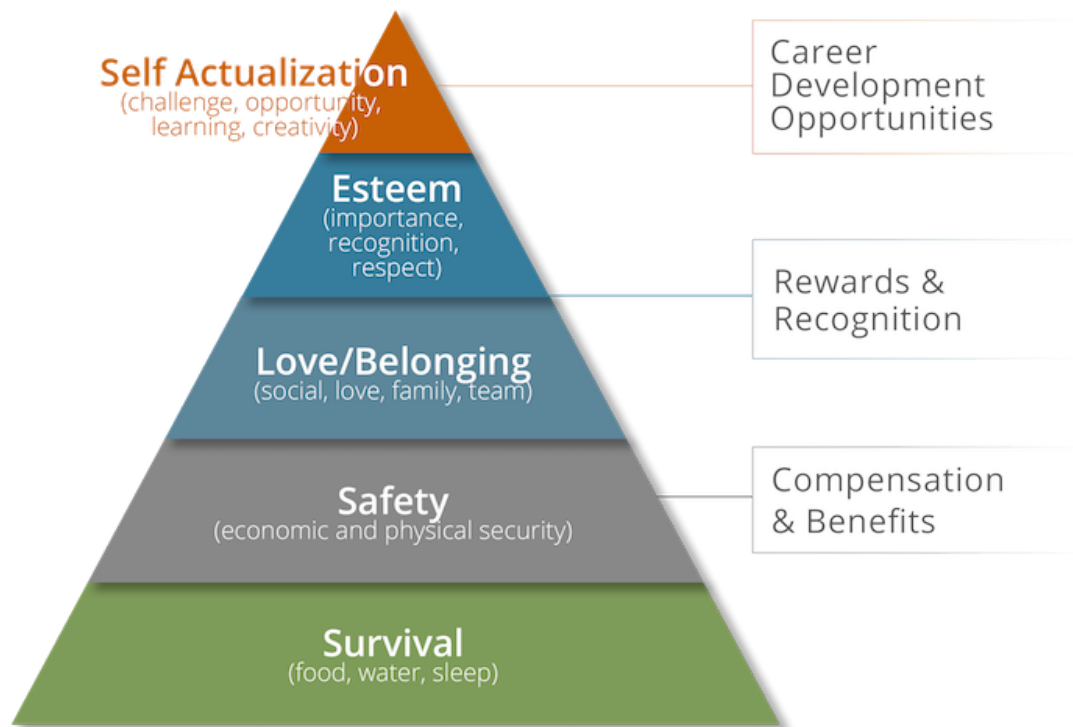 Self Actualization
(challenge, opportunity,
learning, creativity)
Career
Development
Opportunities
Esteem
(importance,
recognition,
respect)
Rewards &
Recognition
Love/Belonging
(social, love, family, team)
Safety
(economic and physical security)
Compensation
& Benefits
Survival
(food, water, sleep)